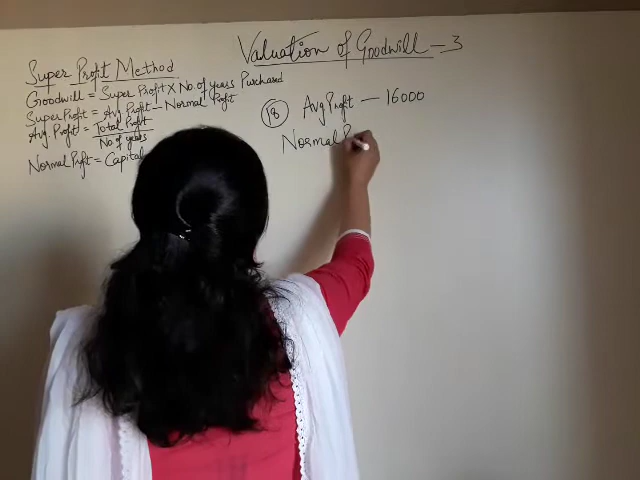 Valuation of Goodwill - 3
Super Profit Method
Goodwill = Super Profit X No. of years Purchased
Super Profit = Avg Profit - Normal Profit
Avg Profit = Total Profit
No. of years
Normal Profit = Capital
18 Avg Profit — 16000
Normal P